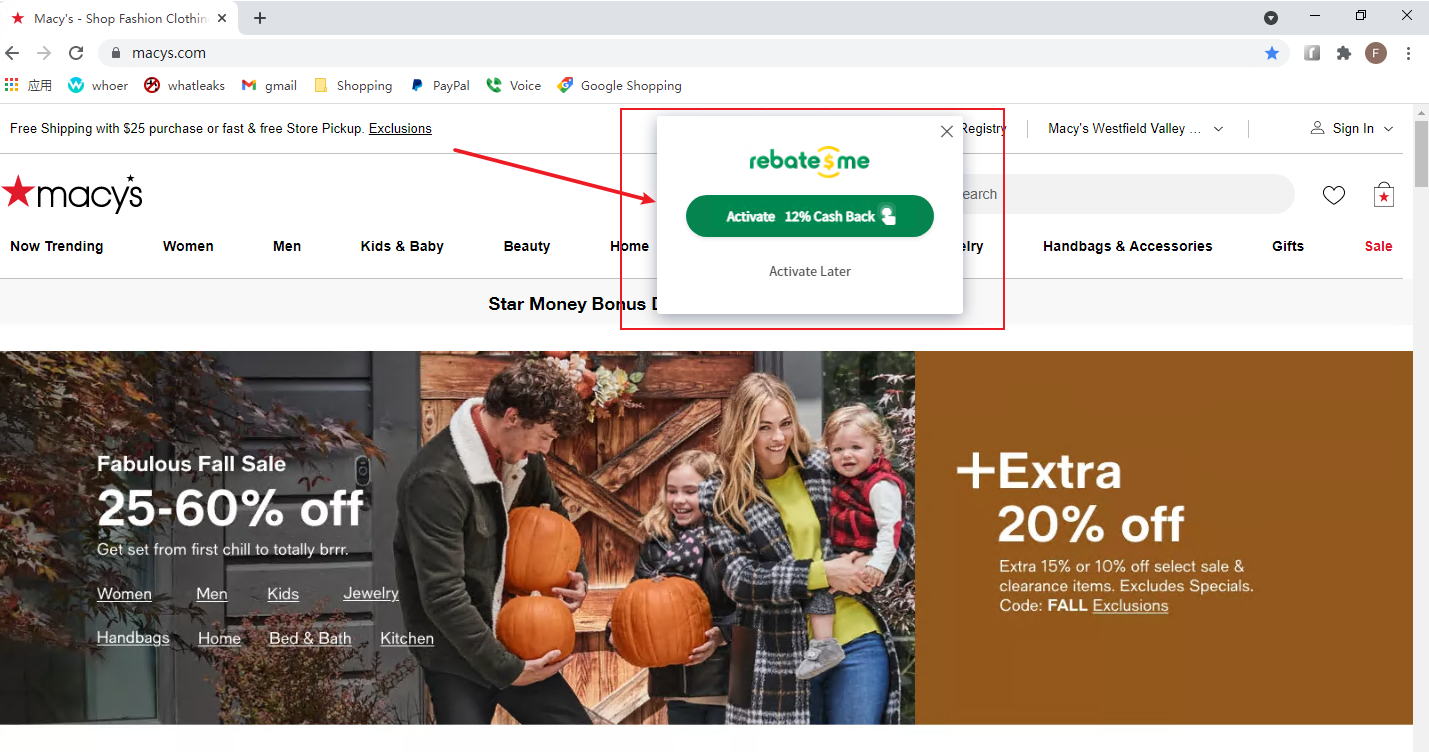 Macy's - Shop Fashion Clothin
macys.com
F
应用 whoer whatleaks gmail Shopping PayPal Voice Google Shopping
Free Shipping with $25 purchase or fast & free Store Pickup. Exclusions
Registry Macy's Westfield Valley ... Sign In
rebate$me
macy's
earch
Activate 12% Cash Back
Now Trending Women Men Kids & Baby Beauty Home elry Handbags & Accessories Gifts Sale
Activate Later
Star Money Bonus D
Fabulous Fall Sale
25-60% off
Get set from first chill to totally brrr.
Women Men Kids Jewelry
Handbags Home Bed & Bath Kitchen
+Extra
20% off
Extra 15% or 10% off select sale &
clearance items. Excludes Specials.
Code: FALL Exclusions